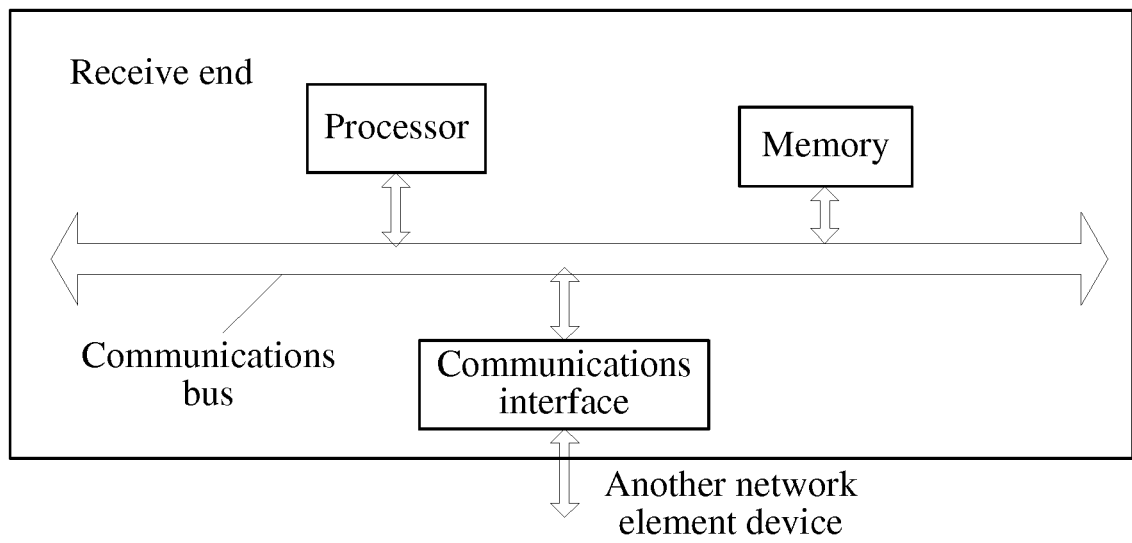 Receive end
Processor
Memory
Communications
bus
Communications
interface
Another network
element device